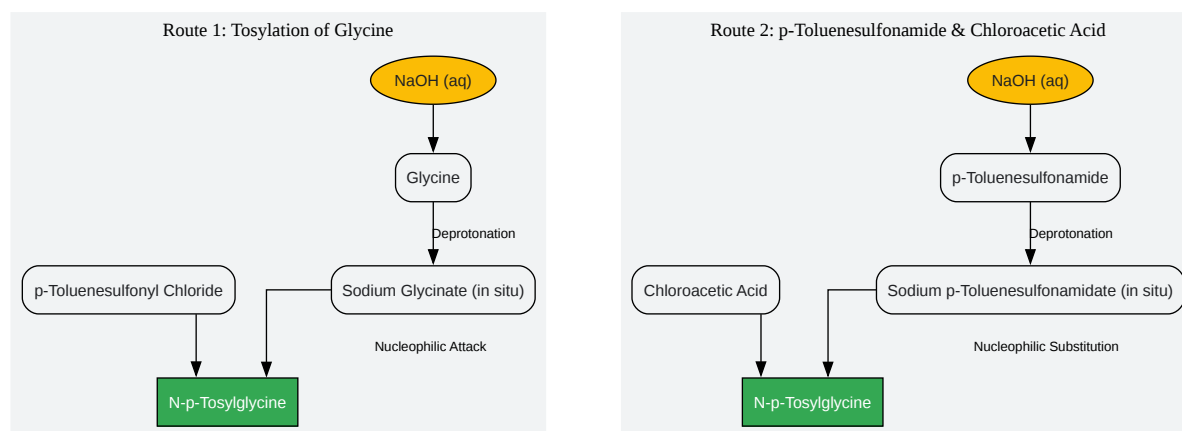 Route 1: Tosylation of Glycine
NaOH (aq)
Glycine
Deprotonation
p-Toluenesulfonyl Chloride
Sodium Glycinate (in situ)
Nucleophilic Attack
N-p-Tosylglycine
Route 2: p-Toluenesulfonamide & Chloroacetic Acid
NaOH (aq)
p-Toluenesulfonamide
Deprotonation
Chloroacetic Acid
Sodium p-Toluenesulfonamidate (in situ)
Nucleophilic Substitution
N-p-Tosylglycine